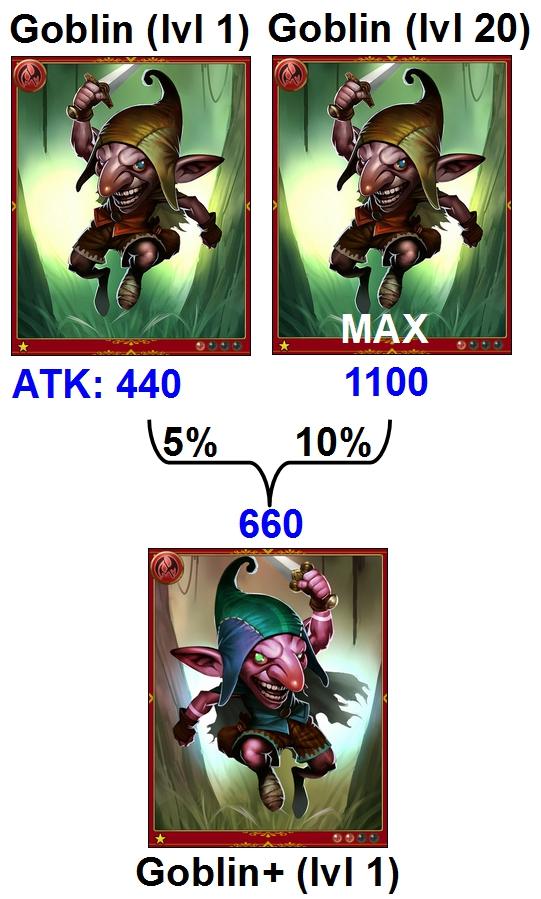 Goblin (lvl 1) Goblin (lvl 20)
MAX
ATK: 440 1100
5% 10%
660
Goblin+ (lvl 1)